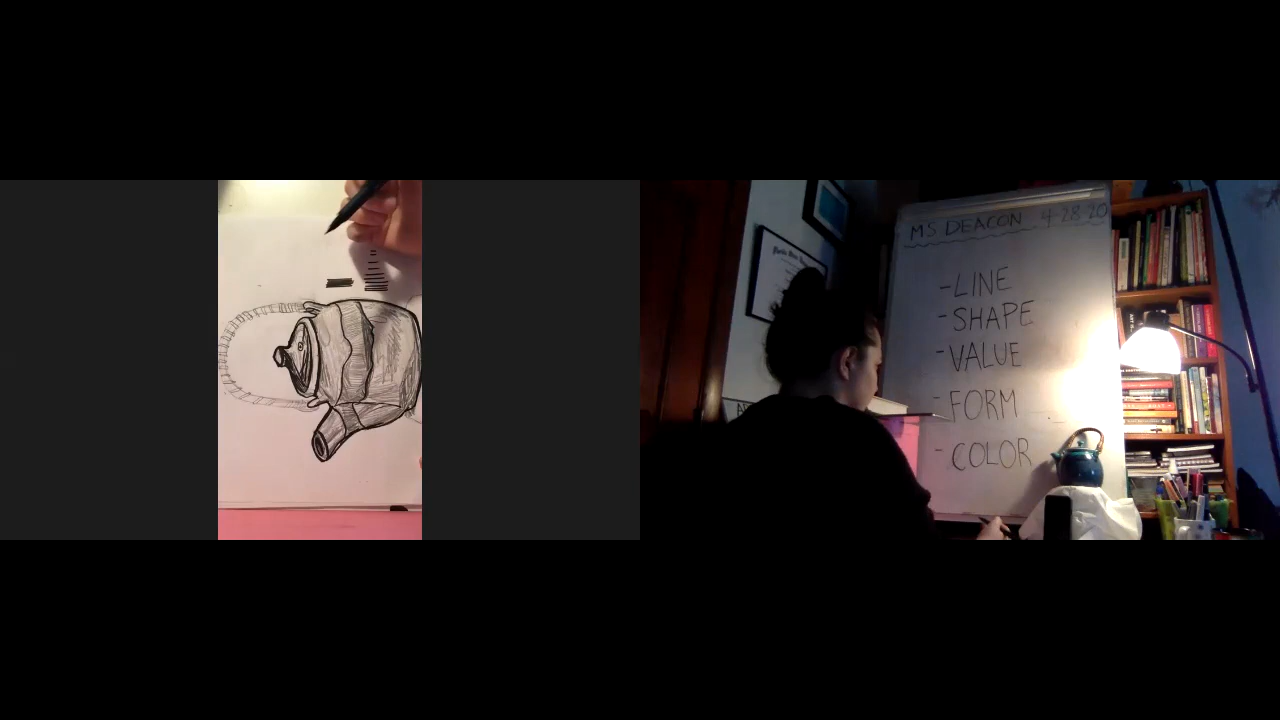 MS DEACON 4-28-20
-LINE
-SHAPE
-VALUE
-FORM
-COLOR